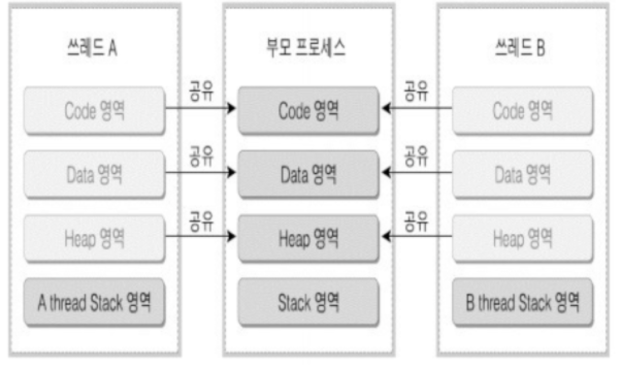 쓰레드 A
Code 영역
Data 영역
Heap 영역
A thread Stack 영역
공유
공유
공유
부모 프로세스
Code 영역
Data 영역
Heap 영역
Stack 영역
공유
공유
공유
쓰레드 B
Code 영역
Data 영역
Heap 영역
B thread Stack 영역